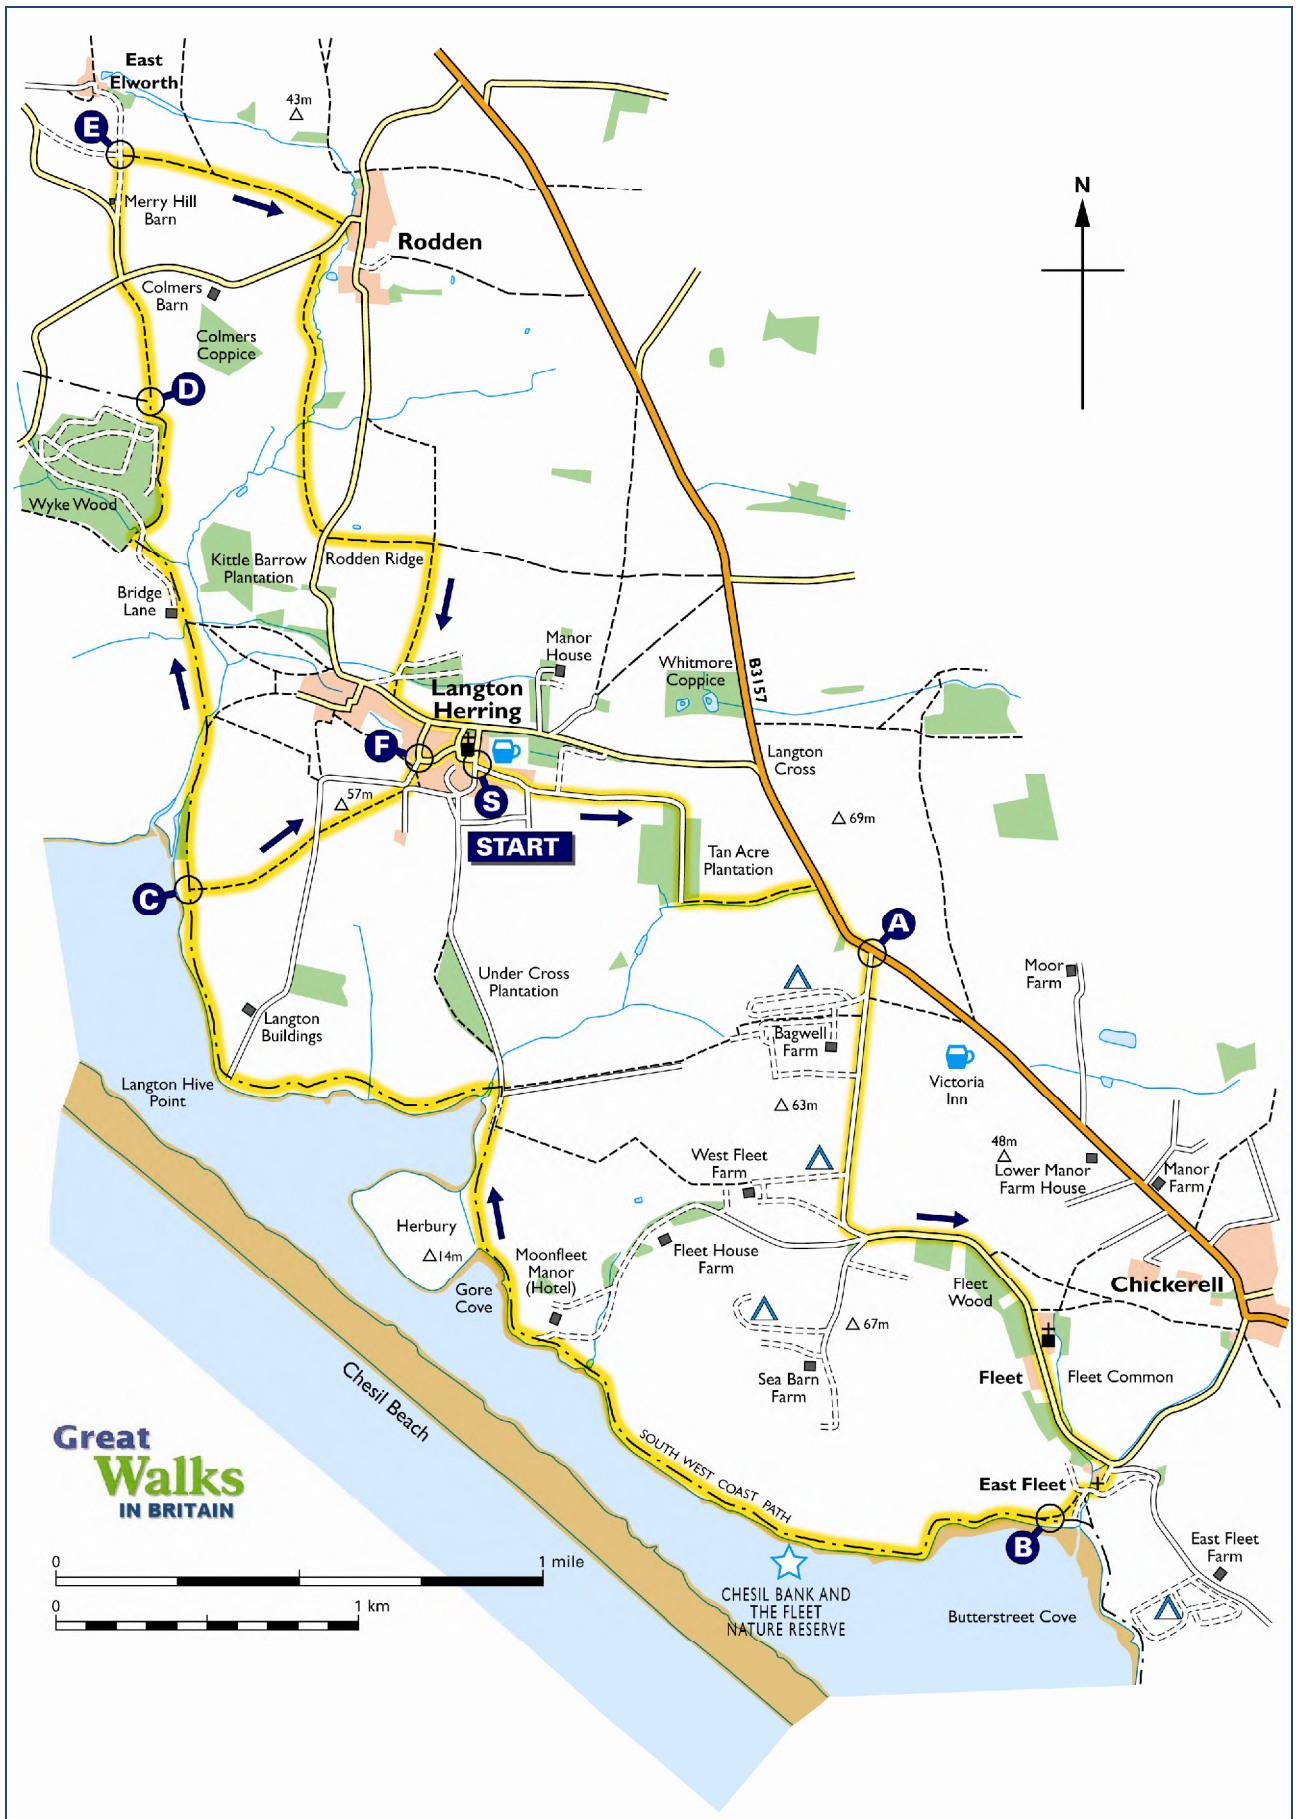 East
Elworth
43m
E
Merry Hill
Barn
N
Rodden
Colmers
Barn
Colmers
Coppice
D
Wyke Wood
Kittle Barrow
Plantation
Rodden Ridge
Bridge
Lane
Manor
House
Whitmore
Coppice
B3157
Langton
Herring
F
Langton
Cross
57m
S
START
69m
Tan Acre
Plantation
C
A
Under Cross
Plantation
Moor
Farm
Langton
Buildings
Bagwell
Farm
Victoria
Inn
Langton Hive
Point
63m
48m
West Fleet
Farm
Lower Manor
Farm House
Manor
Farm
Herbury
14m
Moonfleet
Manor
(Hotel)
Fleet House
Farm
Gore
Cove
Fleet
Wood
Chickerell
67m
Sea Barn
Farm
Fleet
Fleet Common
Chesil Beach
SOUTH WEST COAST PATH
East Fleet
B
East Fleet
Farm
Great
Walks
IN BRITAIN
CHESIL BANK AND
THE FLEET
NATURE RESERVE
Butterstreet Cove
0 1 mile
0 1 km